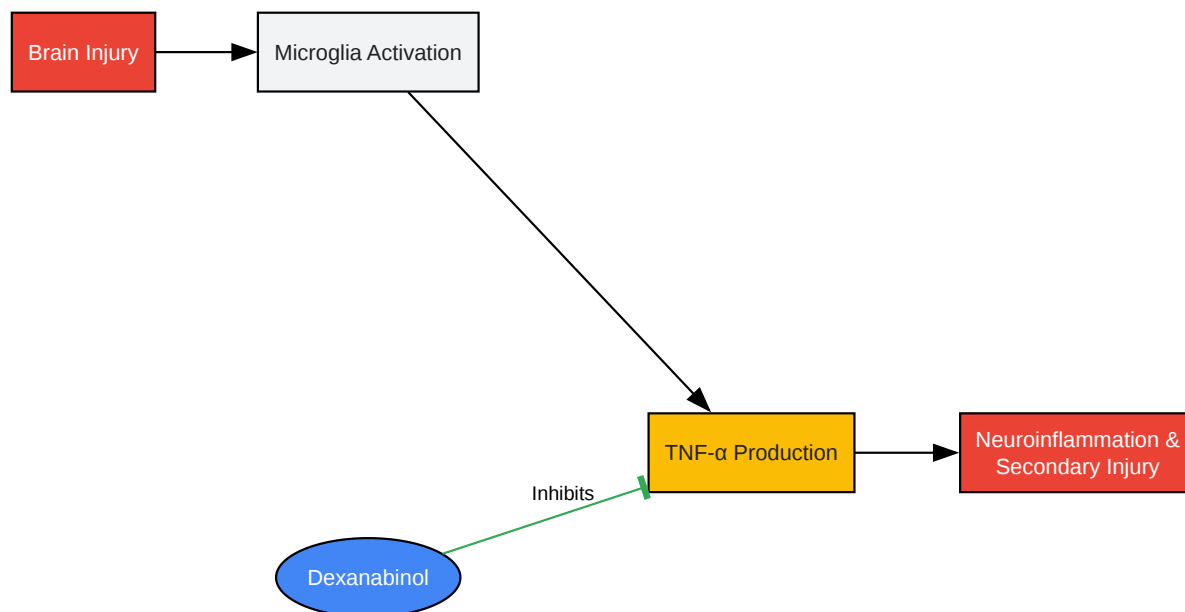 Brain Injury
Microglia Activation
TNF-α Production
Neuroinflammation &
Secondary Injury
Inhibits
Dexanabinol